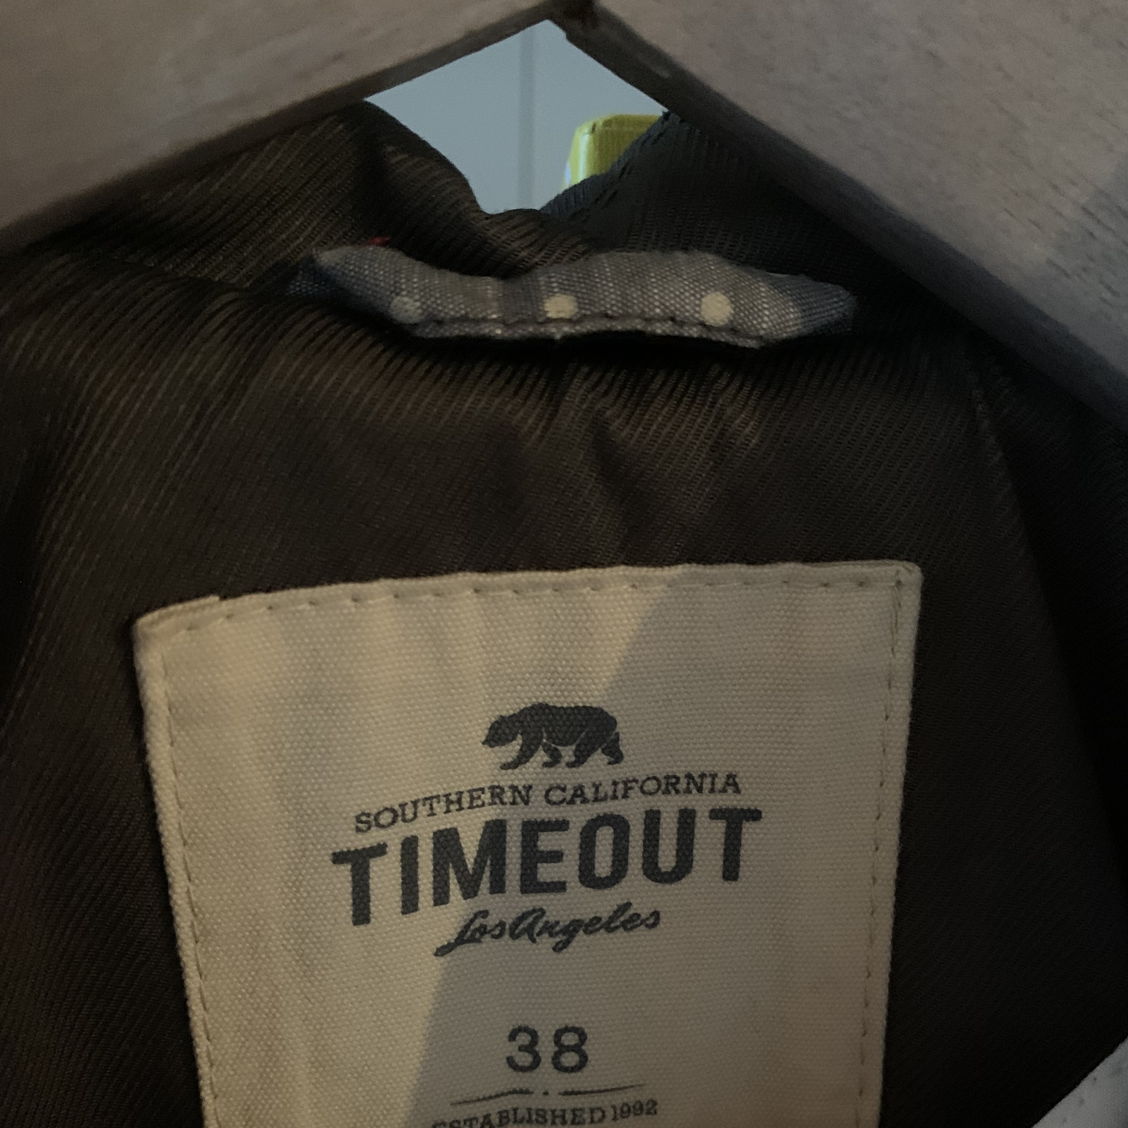 SOUTHERN CALIFORNIA
TIMEOUT
Los Angeles
38
ESTABLISHED 1992